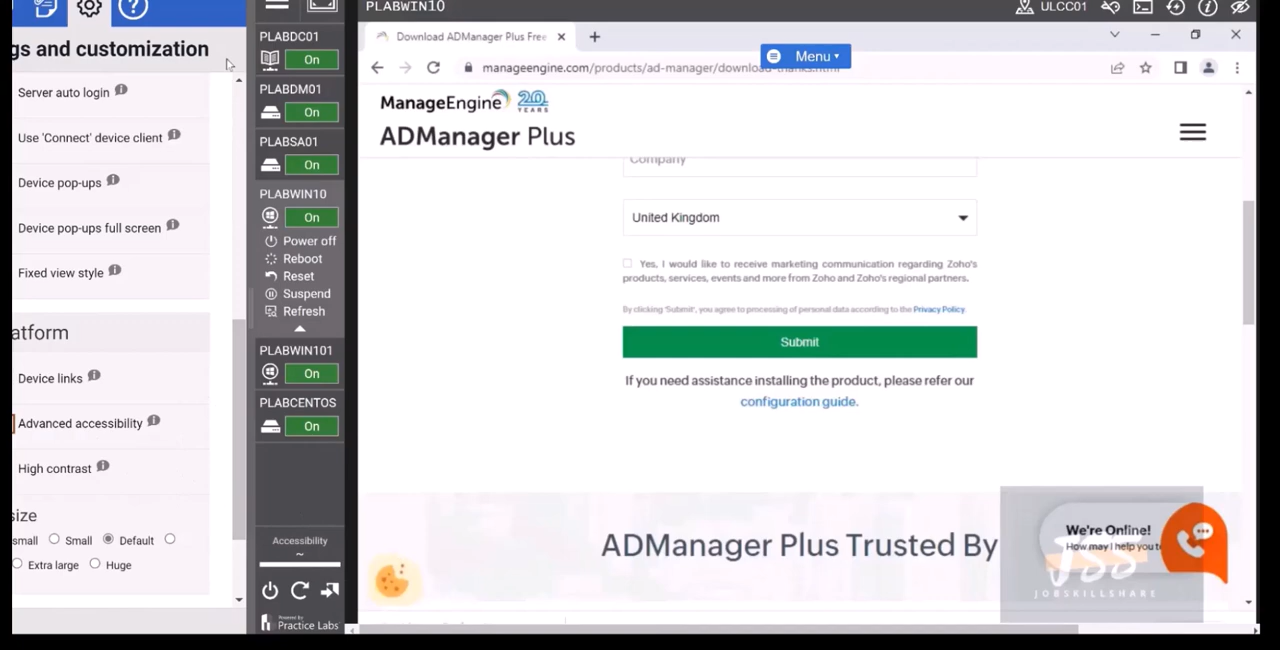 gs and customization
Server auto login
Use 'Connect' device client
Device pop-ups
Device pop-ups full screen
Fixed view style
atform
Device links
Advanced accessibility
High contrast
size
small
Small
Default
Extra large
Huge
PLABDC01
On
PLABDM01
On
PLABSA01
On
PLABWIN10
On
Power off
Reboot
Reset
Suspend
Refresh
PLABWIN101
On
PLABCENTOS
On
Accessibility
Powered by
Practice Labs
PLABWIN10
ULCC01
Download ADManager Plus Free
Menu
manageengine.com/products/ad-manager/download-thanks.html
ManageEngine
20
YEARS
ADManager Plus
Company
United Kingdom
Yes, I would like to receive marketing communication regarding Zoho's
products, services, events and more from Zoho and Zoho's regional partners.
By clicking 'Submit', you agree to processing of personal data according to the Privacy Policy.
Submit
If you need assistance installing the product, please refer our
configuration guide.
ADManager Plus Trusted By
We're Online!
How may I help you t
JSS
JOBSKILLSHARE